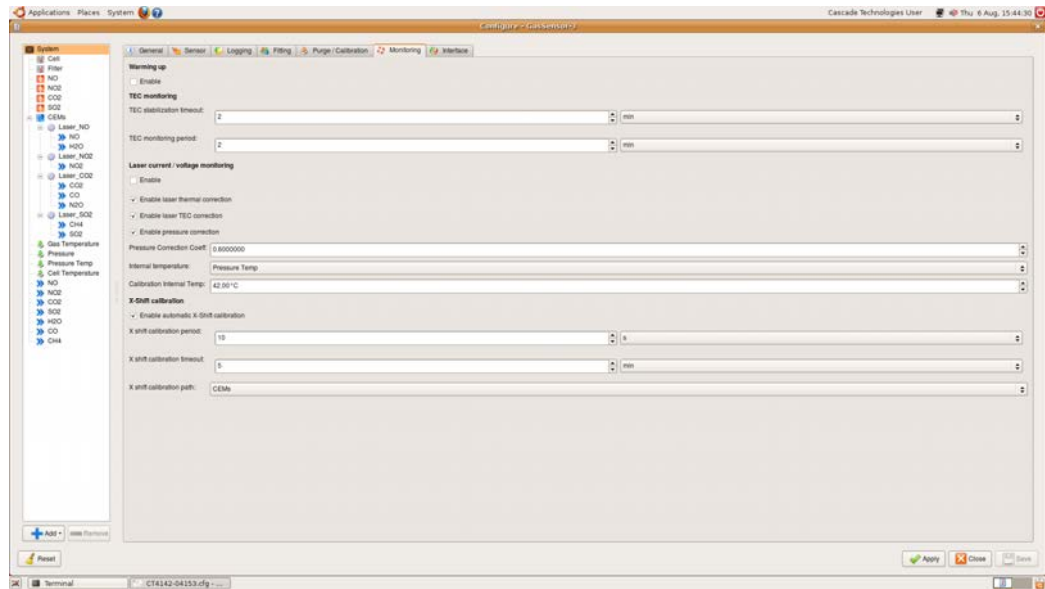 Applications Places System
Cascade Technologies User Thu 6 Aug, 15:44:30
Configure - GasSensor-3
System
Cell
Filter
NO
NO2
CO2
SO2
CEMs
Laser_NO
NO
H2O
Laser_NO2
NO2
Laser_CO2
CO2
CO
N2O
Laser_SO2
CH4
SO2
Gas Temperature
Pressure
Pressure Temp
Cell Temperature
NO
NO2
CO2
SO2
H2O
CO
CH4
Add
Remove
General Sensor Logging Fitting Purge / Calibration Monitoring Interface
Warming up
Enable
TEC monitoring
TEC stabilization timeout: 2 min
TEC monitoring period: 2 min
Laser current / voltage monitoring
Enable
Enable laser thermal correction
Enable laser TEC correction
Enable pressure correction
Pressure Correction Coeff: 0.6000000
Internal temperature: Pressure Temp
Calibration Internal Temp: 42.00 °C
X-Shift calibration
Enable automatic X-Shift calibration
X shift calibration period: 10 s
X shift calibration timeout: 5 min
X shift calibration path: CEMs
Reset
Apply Close Save
Terminal CT4142-04153.cfg - ...